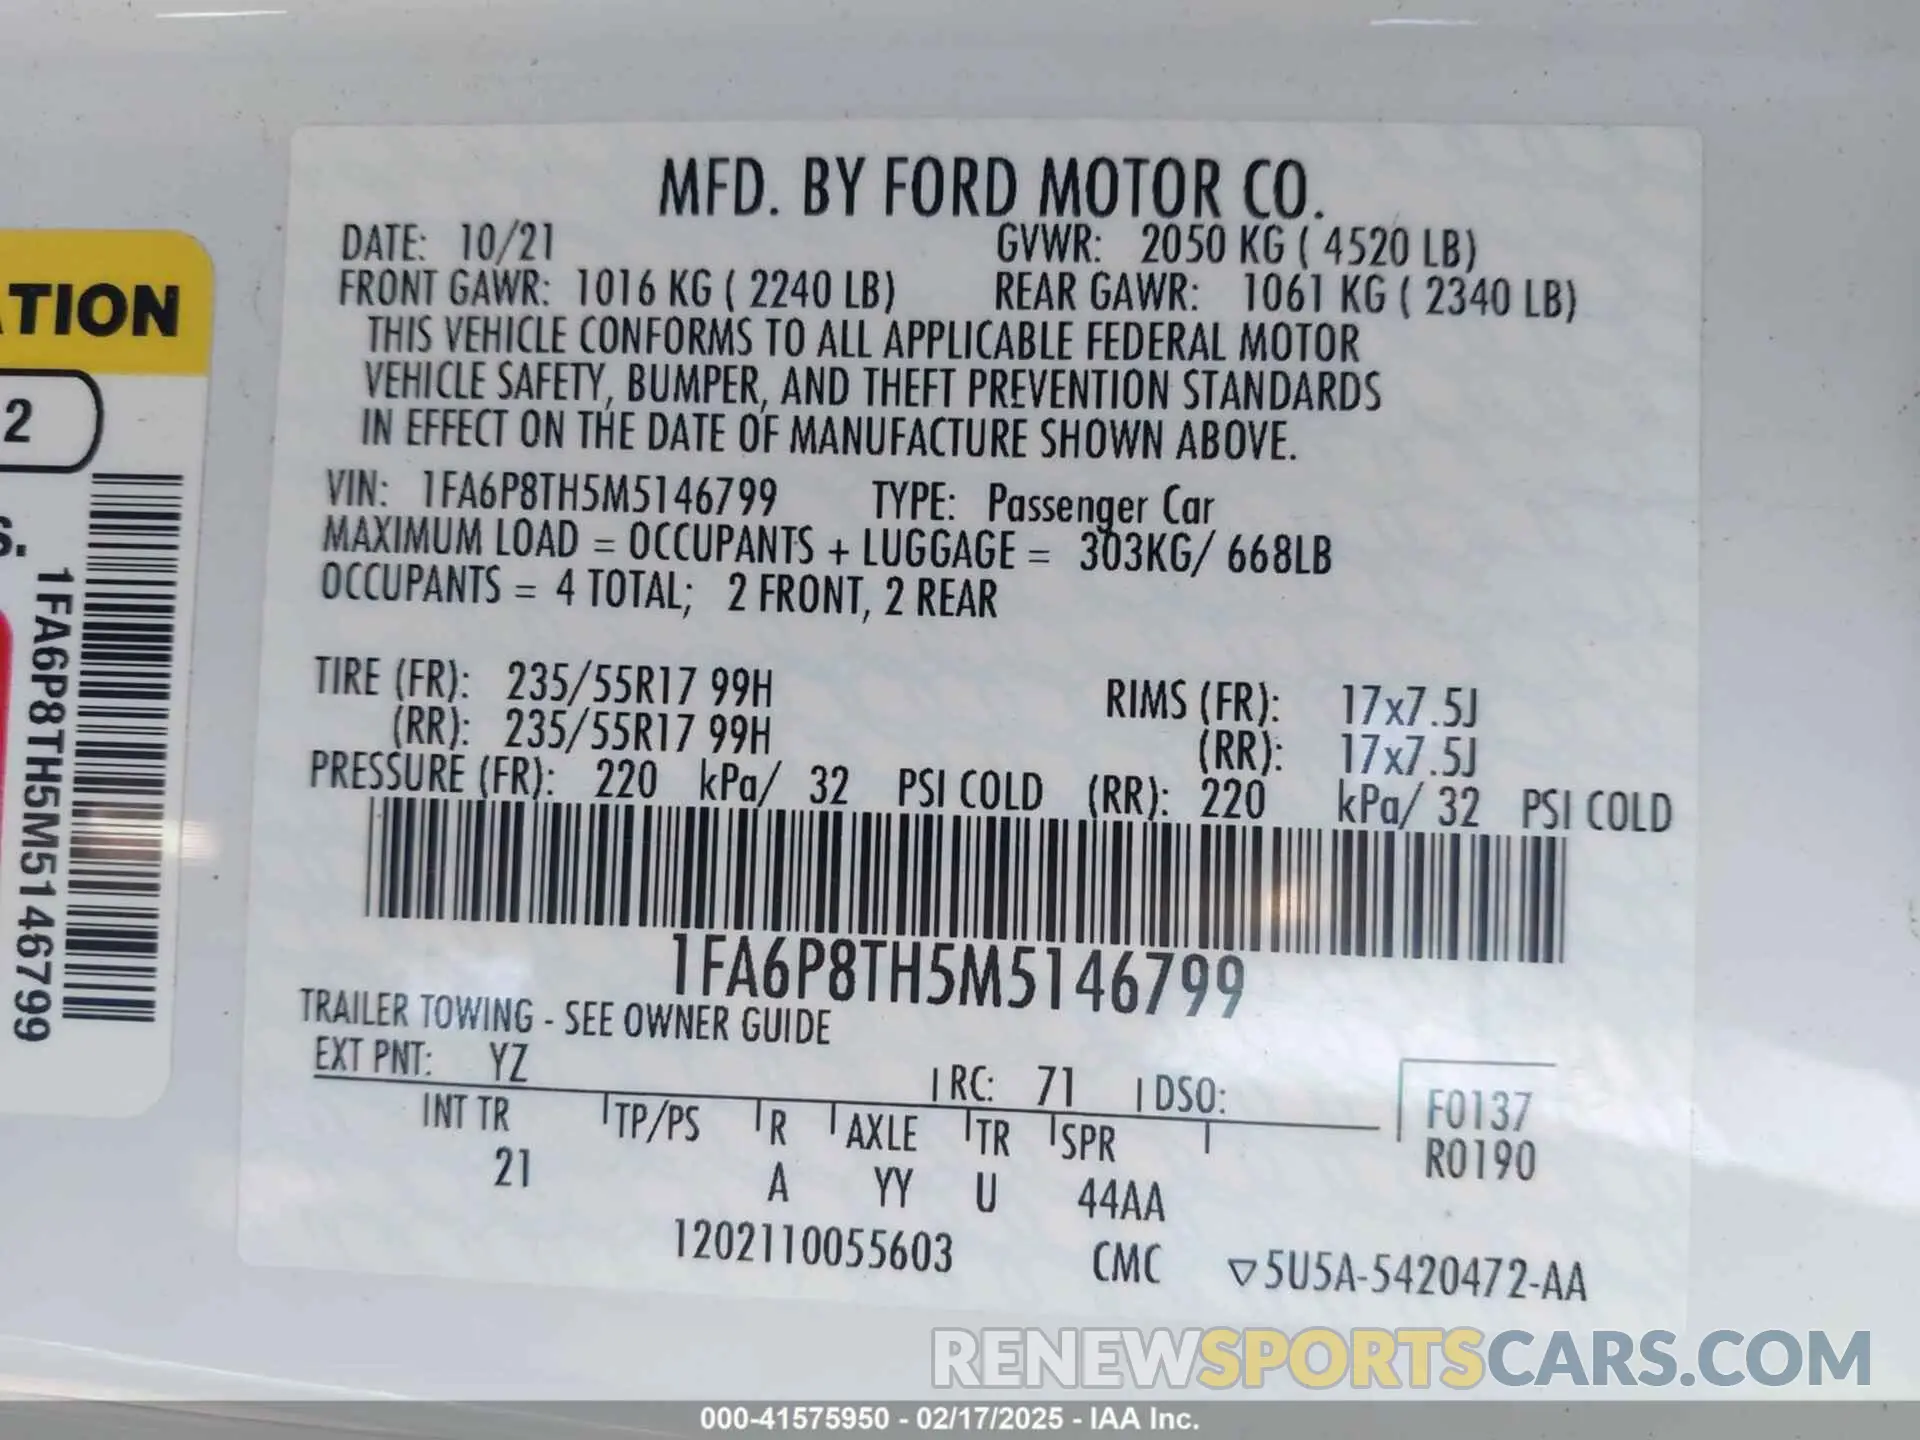 MFD. BY FORD MOTOR CO.
DATE: 10/21 GVWR: 2050 KG ( 4520 LB)
FRONT GAWR: 1016 KG ( 2240 LB) REAR GAWR: 1061 KG ( 2340 LB)
THIS VEHICLE CONFORMS TO ALL APPLICABLE FEDERAL MOTOR
VEHICLE SAFETY, BUMPER, AND THEFT PREVENTION STANDARDS
IN EFFECT ON THE DATE OF MANUFACTURE SHOWN ABOVE.
VIN: 1FA6P8TH5M5146799 TYPE: Passenger Car
MAXIMUM LOAD = OCCUPANTS + LUGGAGE = 303KG/ 668LB
OCCUPANTS = 4 TOTAL; 2 FRONT, 2 REAR
TIRE (FR): 235/55R17 99H RIMS (FR): 17x7.5J
(RR): 235/55R17 99H (RR): 17x7.5J
PRESSURE (FR): 220 kPa/ 32 PSI COLD (RR): 220 kPa/ 32 PSI COLD
1FA6P8TH5M5146799
TRAILER TOWING - SEE OWNER GUIDE
EXT PNT: YZ RC: 71 DSO: F0137
INT TR TP/PS R AXLE TR SPR R0190
21 A YY U 44AA
1202110055603 CMC ▽5U5A-5420472-AA
ATION
2
S.
1FA6P8TH5M5146799
RENEWSPORTSCARS.COM
000-41575950 - 02/17/2025 - IAA Inc.